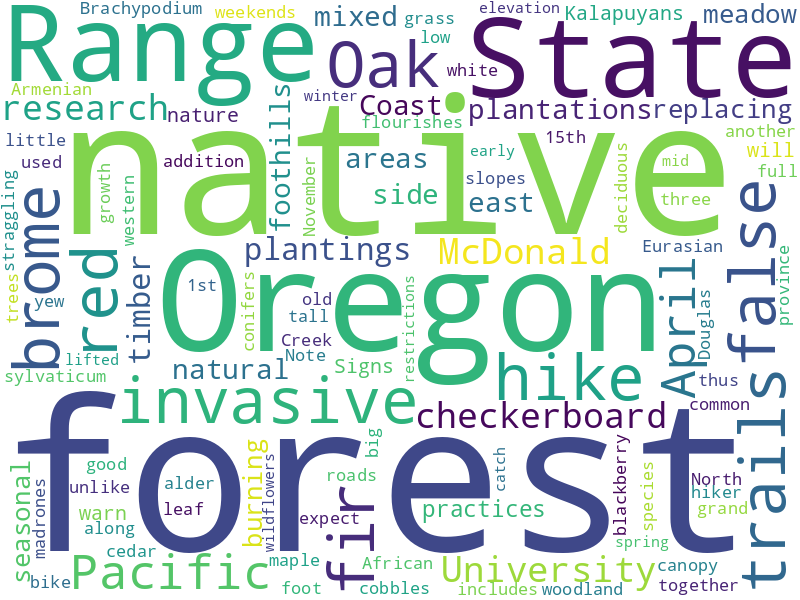 Brachypodium weekends mixed grass elevation Kalapuyans meadow
Range Oak low white State
Armenian winter
research nature foothills Coast plantations replacing
flourishes
little native another
used addition areas 15th early will
straggling growth western November side slopes east deciduous mid full
three
brome red timber plantings McDonald Eurasian false province
trees yew 1st Oregon April Douglas
conifers old tall restrictions
Creek
lifted natural Note Signs hike thus
sylvaticum invasive checkerboard common
forest trails
seasonal madrones good burning wildflowers big catch blackberry species North
unlike alder fir roads hiker
warn along leaf expect practices grand
cedar spring
bike Pacific maple African University canopy
foot cobbles includes woodland together